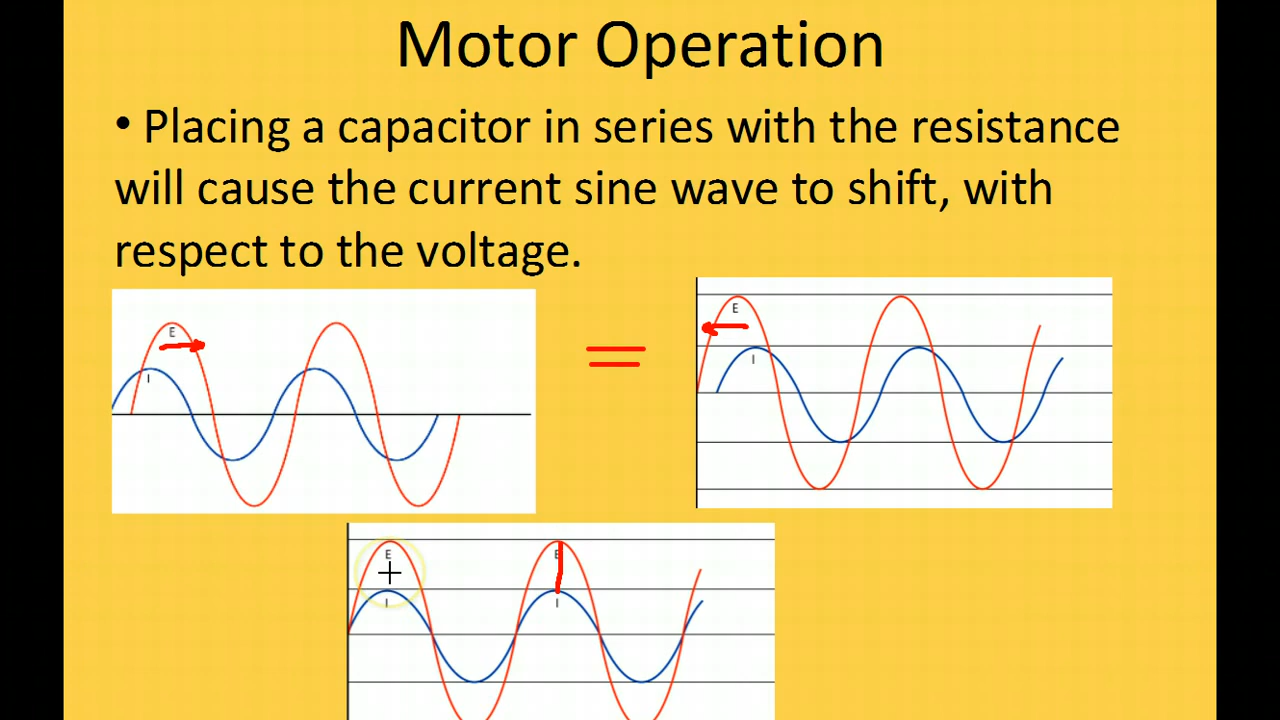 Motor Operation
• Placing a capacitor in series with the resistance
will cause the current sine wave to shift, with
respect to the voltage.
E
I
=
E
I
E
I
E
I